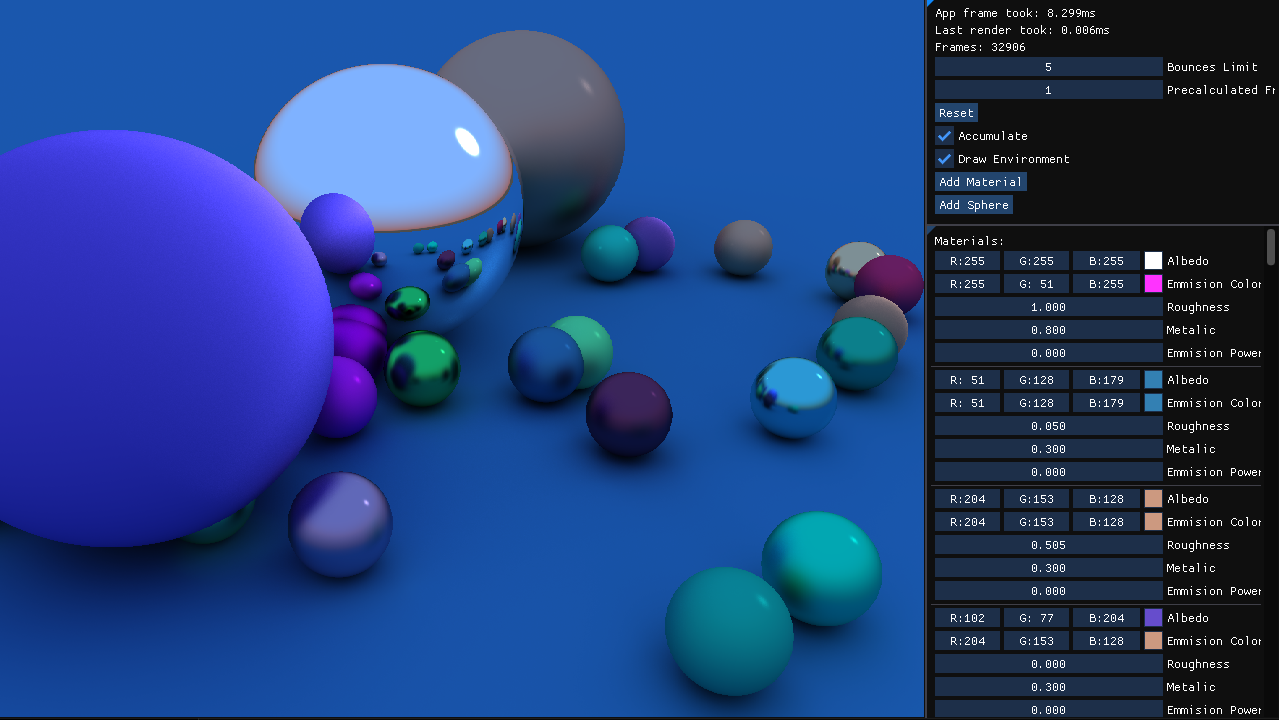 App frame took: 8.299ms
Last render took: 0.006ms
Frames: 32906
5 Bounces Limit
1 Precalculated Fr
Reset
Accumulate
Draw Environment
Add Material
Add Sphere
Materials:
R:255 G:255 B:255 Albedo
R:255 G: 51 B:255 Emmision Color
1.000 Roughness
0.800 Metalic
0.000 Emmision Power
R: 51 G:128 B:179 Albedo
R: 51 G:128 B:179 Emmision Color
0.050 Roughness
0.300 Metalic
0.000 Emmision Power
R:204 G:153 B:128 Albedo
R:204 G:153 B:128 Emmision Color
0.505 Roughness
0.300 Metalic
0.000 Emmision Power
R:102 G: 77 B:204 Albedo
R:204 G:153 B:128 Emmision Color
0.000 Roughness
0.300 Metalic
0.000 Emmision Power